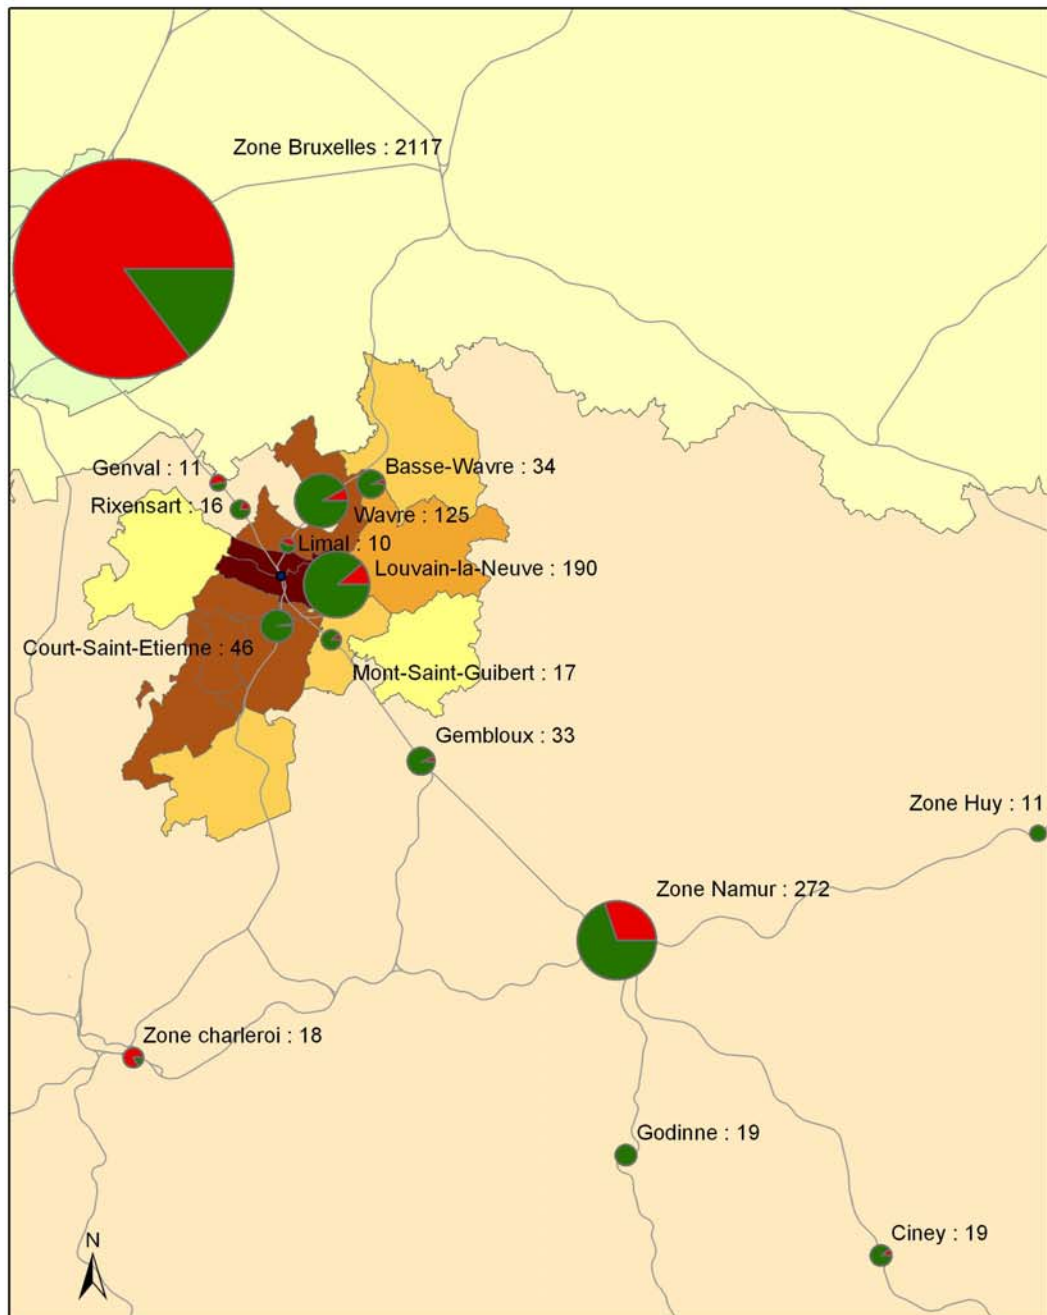 Zone Bruxelles : 2117
Basse-Wavre : 34
Genval : 11
Rixensart : 16
Wavre : 125
Limal : 10
Louvain-la-Neuve : 190
Court-Saint-Etienne : 46
Mont-Saint-Guibert : 17
Gembloux : 33
Zone Huy : 11
Zone Namur : 272
Zone charleroi : 18
Godinne : 19
Ciney : 19
N